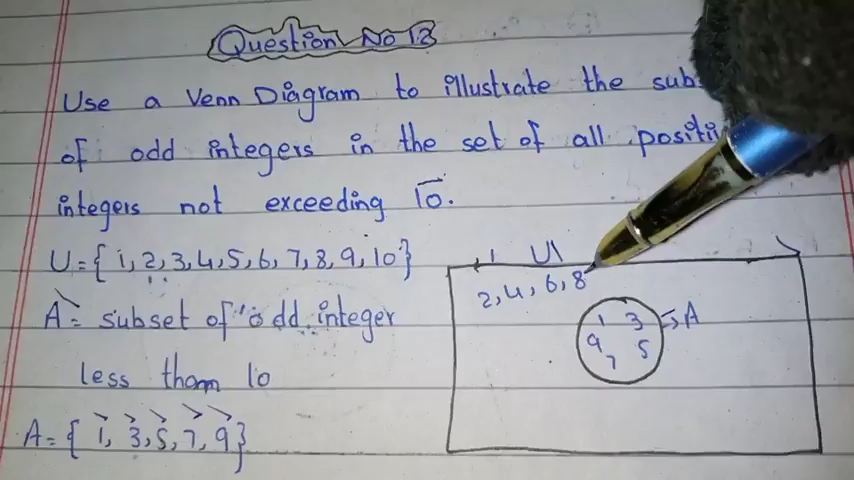 Question No 12
Use a Venn Diagram to illustrate the
of odd integers in the set of all
integers not exceeding 10.
U = {1, 2, 3, 4, 5, 6, 7, 8, 9, 10}
A = subset of odd integer
less than 10
A = {1, 3, 5, 7, 9}
U
2, 4, 6, 8
1 3
9 5
7
A